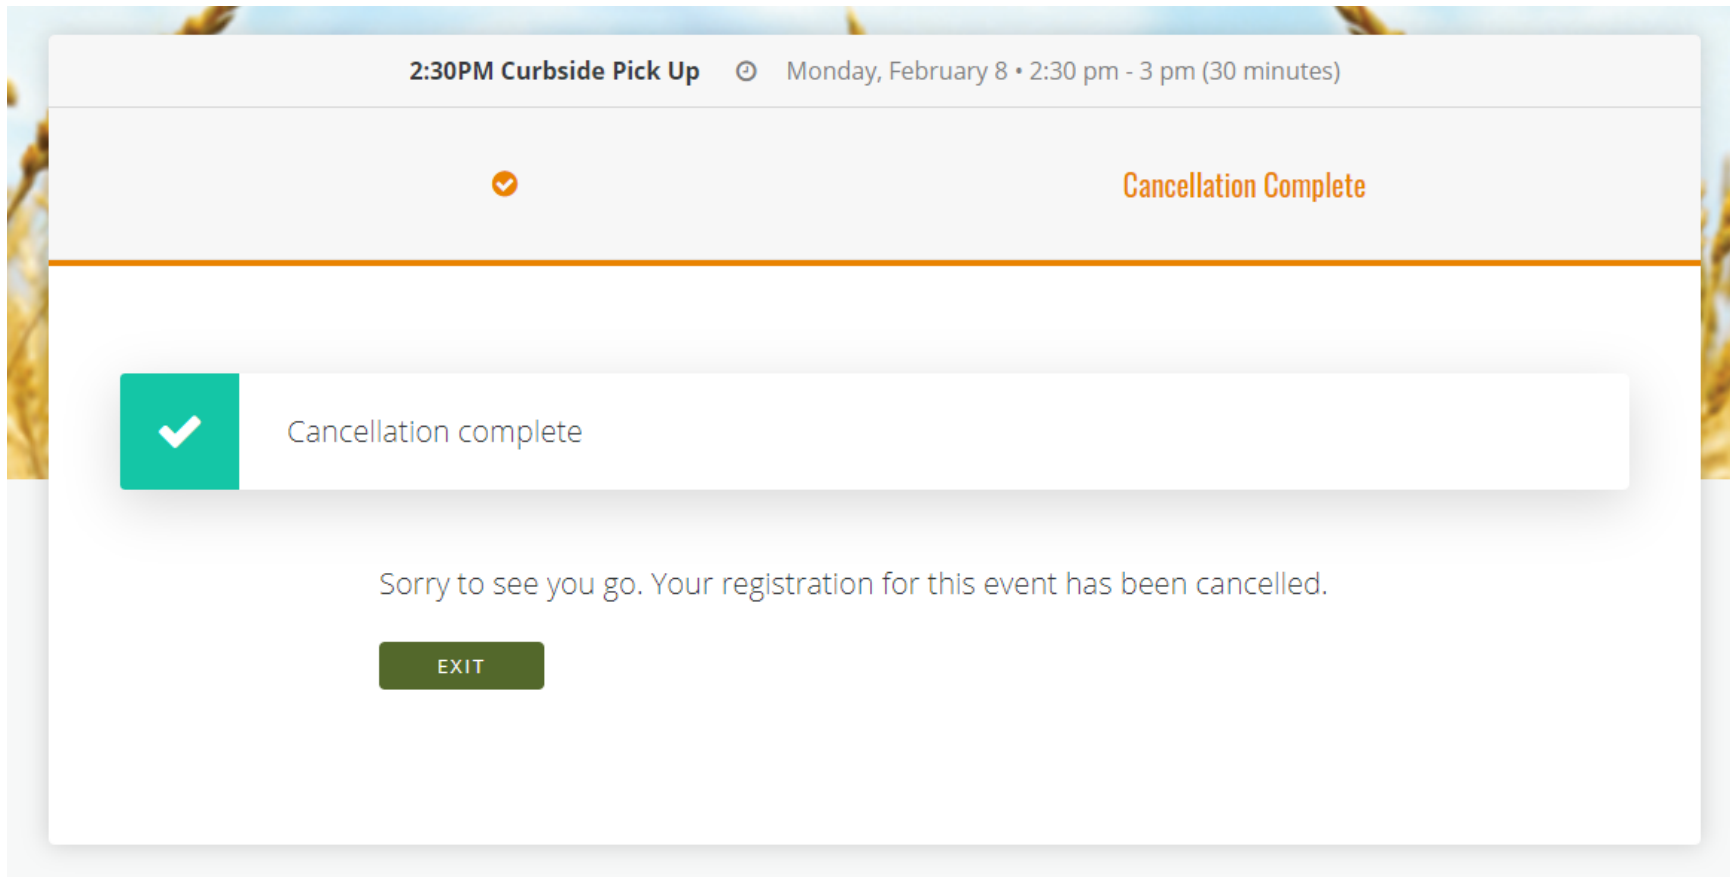 2:30PM Curbside Pick Up Monday, February 8 • 2:30 pm - 3 pm (30 minutes)
Cancellation Complete
Cancellation complete
Sorry to see you go. Your registration for this event has been cancelled.
EXIT